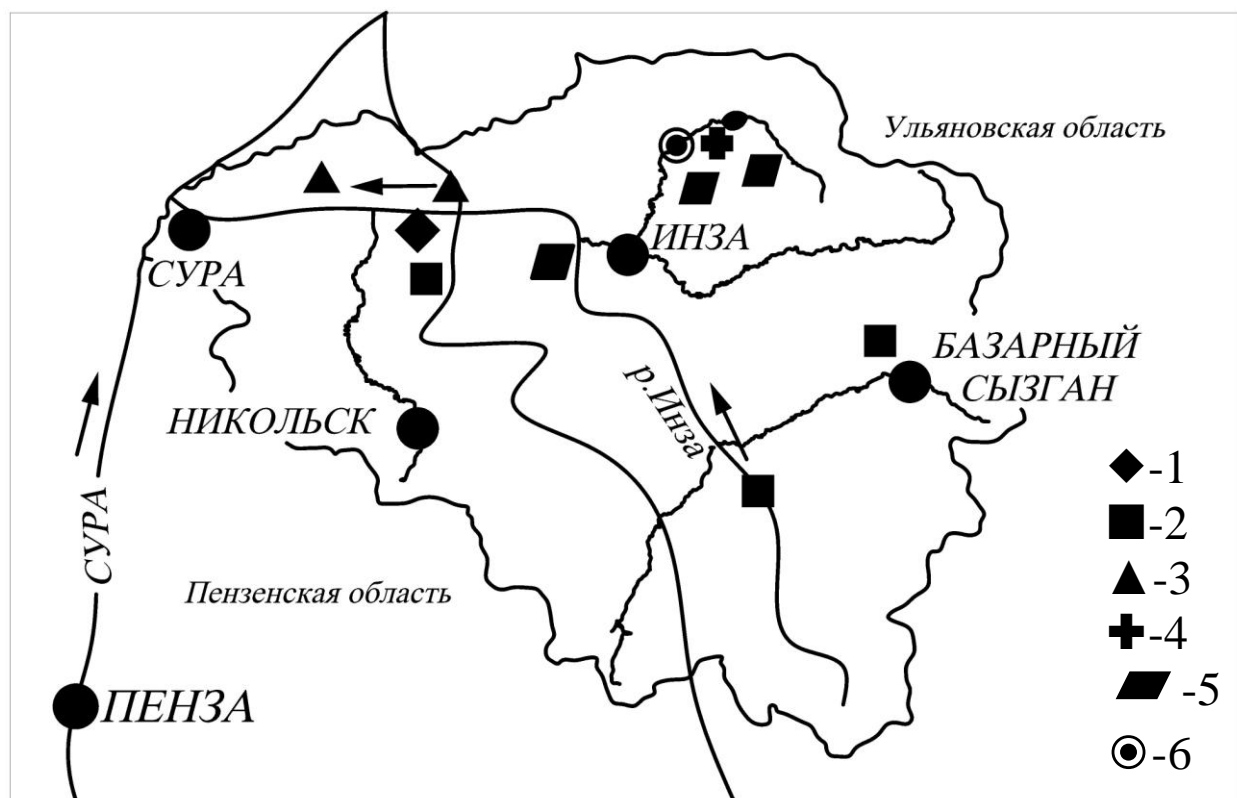 Ульяновская область
ИНЗА
СУРА
БАЗАРНЫЙ
СЫЗГАН
р.Инза
НИКОЛЬСК
-1
-2
СУРА
-3
Пензенская область
-4
-5
ПЕНЗА
-6